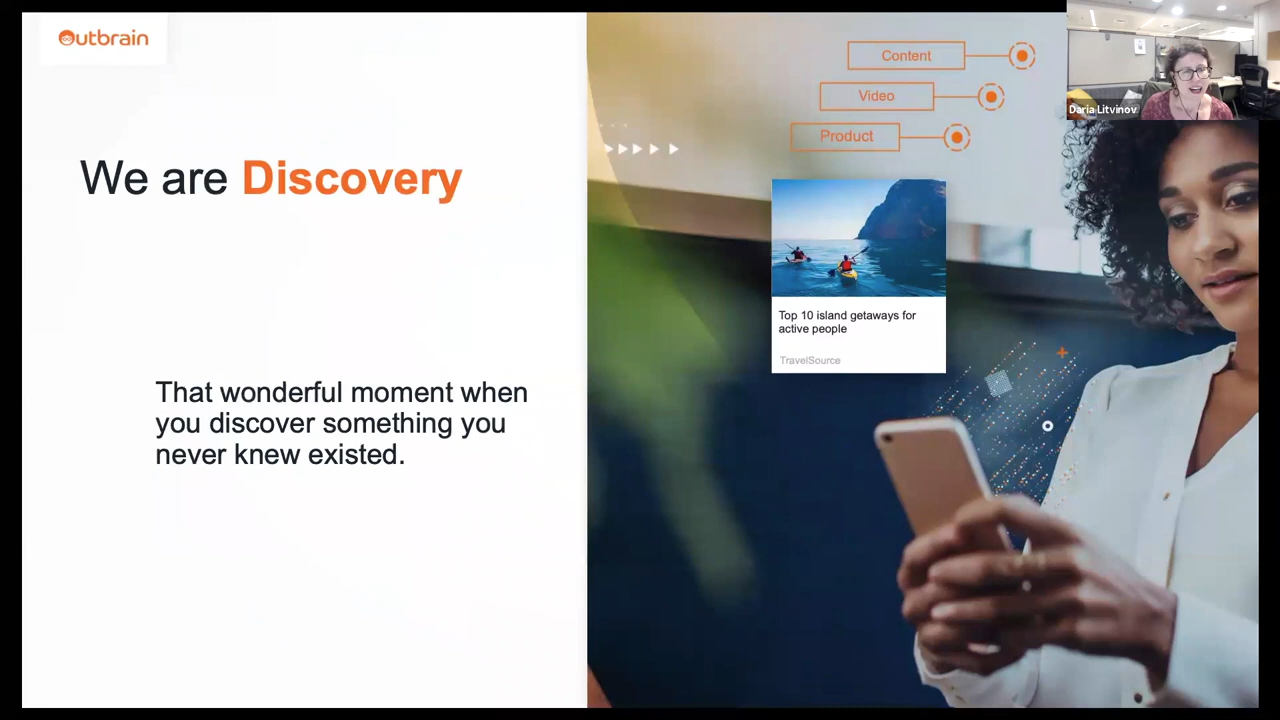 Outbrain
We are Discovery
That wonderful moment when
you discover something you
never knew existed.
Content
Video
Product
Top 10 island getaways for
active people
TravelSource
Daria Litvinov